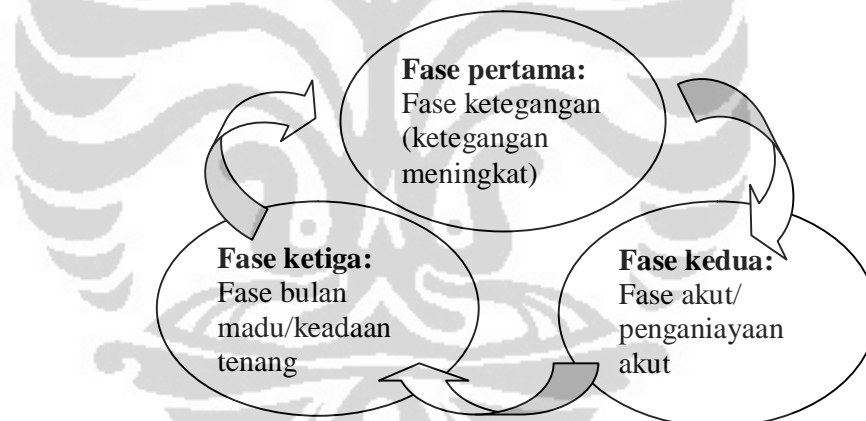 Fase pertama:
Fase ketegangan
(ketegangan
meningkat)
Fase kedua:
Fase akut/
penganiayaan
akut
Fase ketiga:
Fase bulan
madu/keadaan
tenang